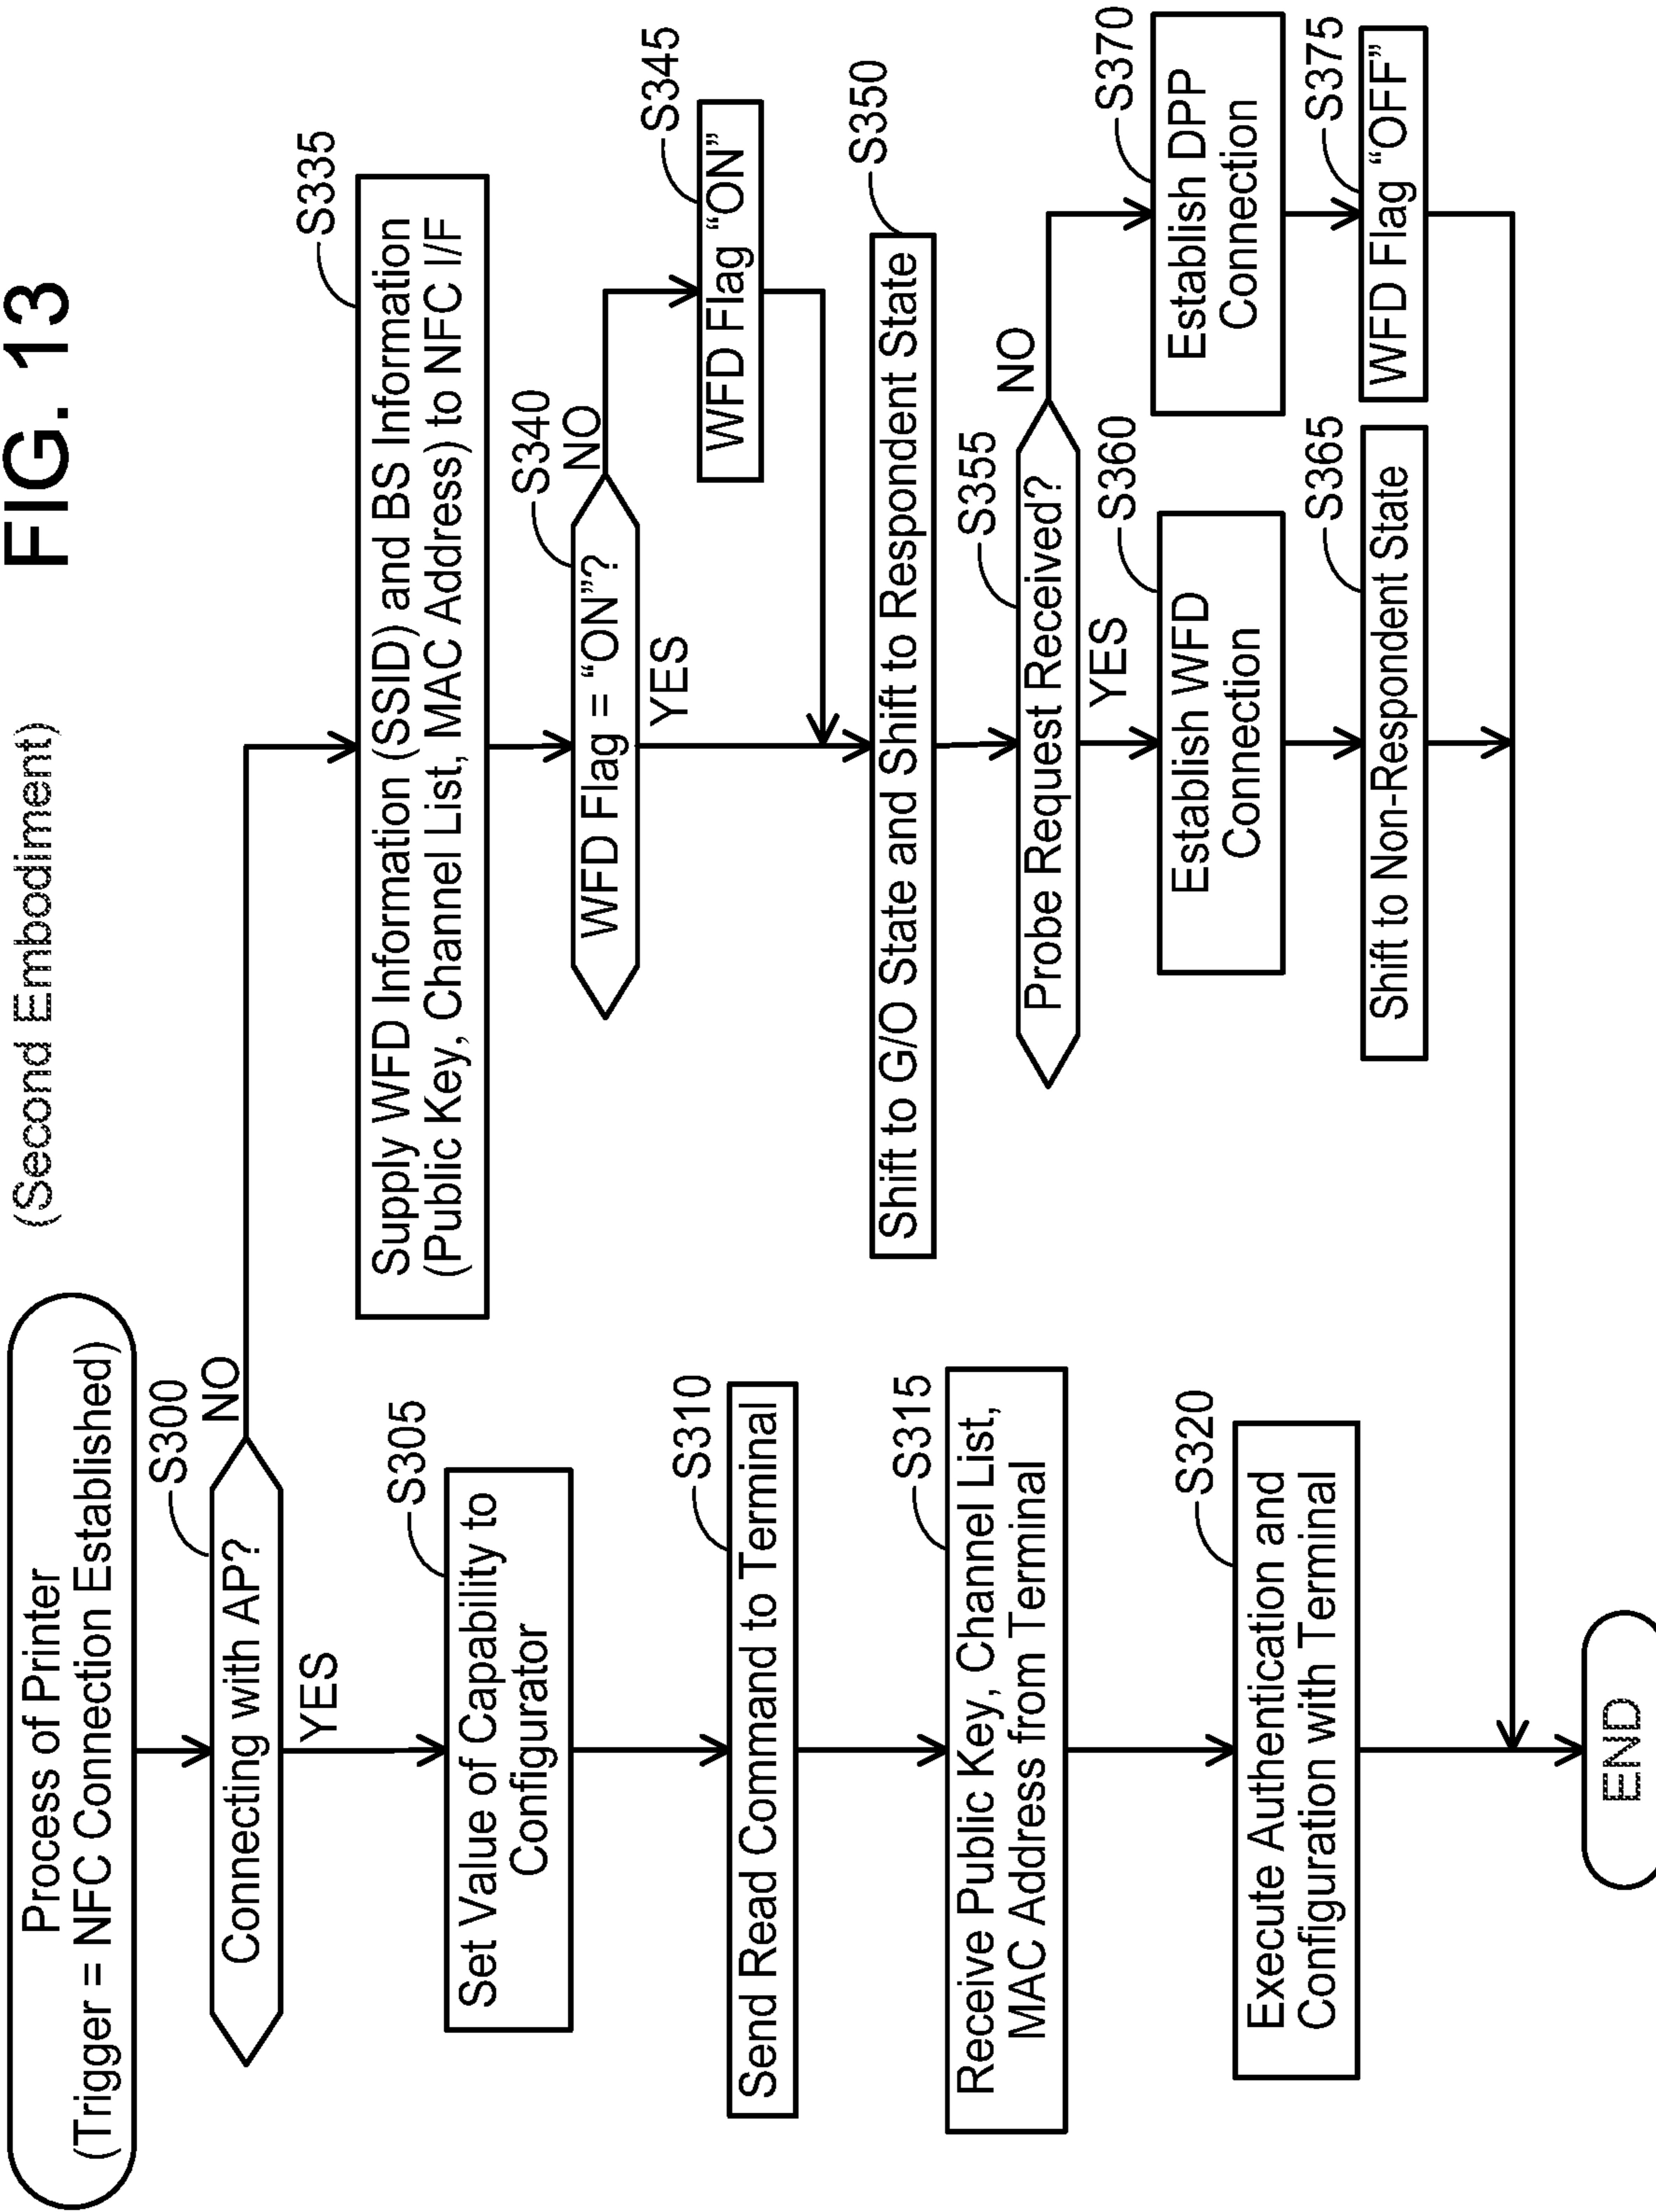 FIG. 13
(Second Embodiment)
Process of Printer
(Trigger = NFC Connection Established)
S300
Connecting with AP?
NO
YES
S305
Set Value of Capability to
Configurator
S310
Send Read Command to Terminal
S315
Receive Public Key, Channel List,
MAC Address from Terminal
S320
Execute Authentication and
Configuration with Terminal
S335
Supply WFD Information (SSID) and BS Information
(Public Key, Channel List, MAC Address) to NFC I/F
S340
WFD Flag = “ON”?
NO
YES
S345
WFD Flag “ON”
S350
Shift to G/O State and Shift to Respondent State
S355
Probe Request Received?
NO
YES
S360
Establish WFD
Connection
S365
Shift to Non-Respondent State
S370
Establish DPP
Connection
S375
WFD Flag “OFF”
END